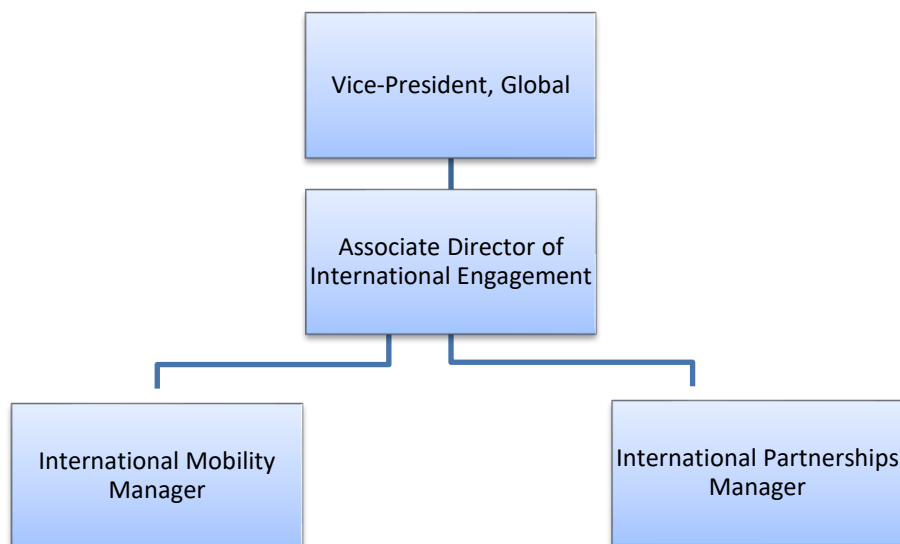 Vice-President, Global
Associate Director of
International Engagement
International Mobility
Manager
International Partnerships
Manager